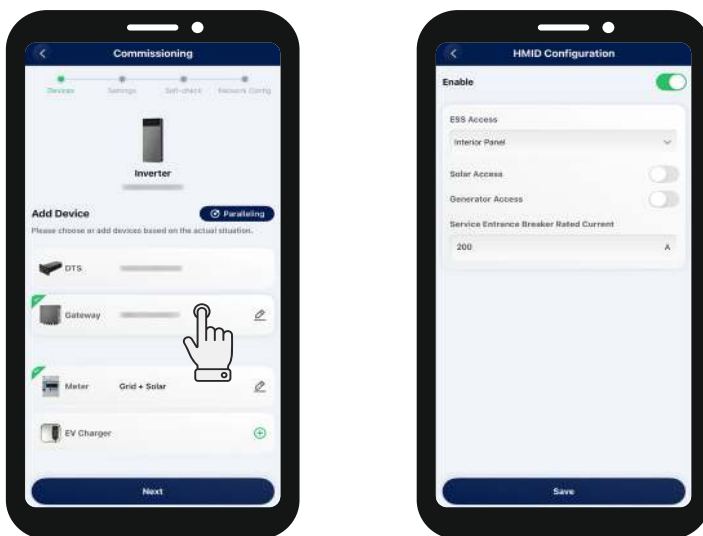 Commissioning
Devices Settings Self-check Network Config
Inverter
Add Device
Paralleling
Please choose or add devices based on the actual situation.
DTS
Gateway
Meter Grid + Solar
EV Charger
Next
HMID Configuration
Enable
ESS Access
Interior Panel
Solar Access
Generator Access
Service Entrance Breaker Rated Current
200 A
Save